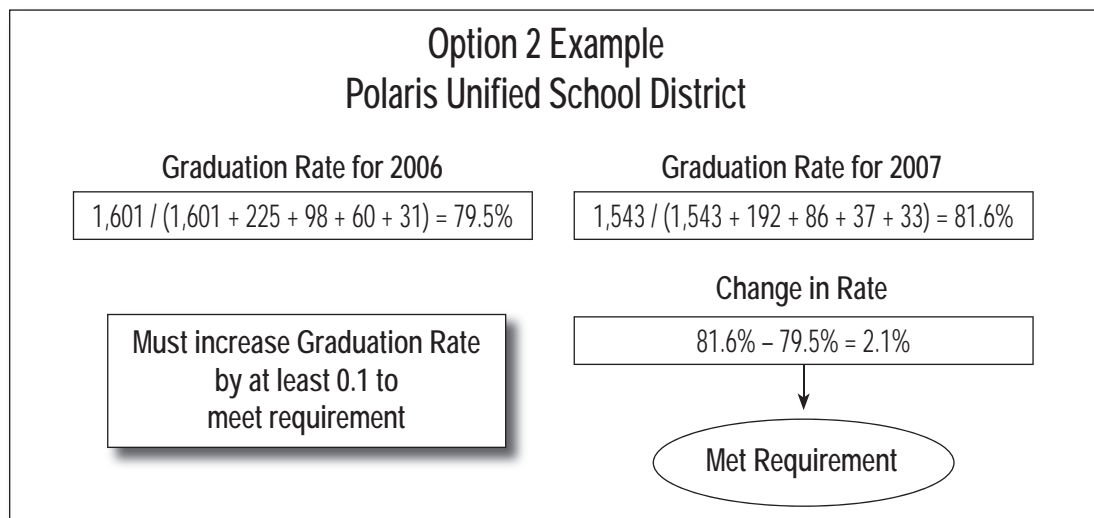 Option 2 Example
Polaris Unified School District
Graduation Rate for 2006
1,601 / (1,601 + 225 + 98 + 60 + 31) = 79.5%
Graduation Rate for 2007
1,543 / (1,543 + 192 + 86 + 37 + 33) = 81.6%
Change in Rate
81.6% – 79.5% = 2.1%
Must increase Graduation Rate
by at least 0.1 to
meet requirement
Met Requirement